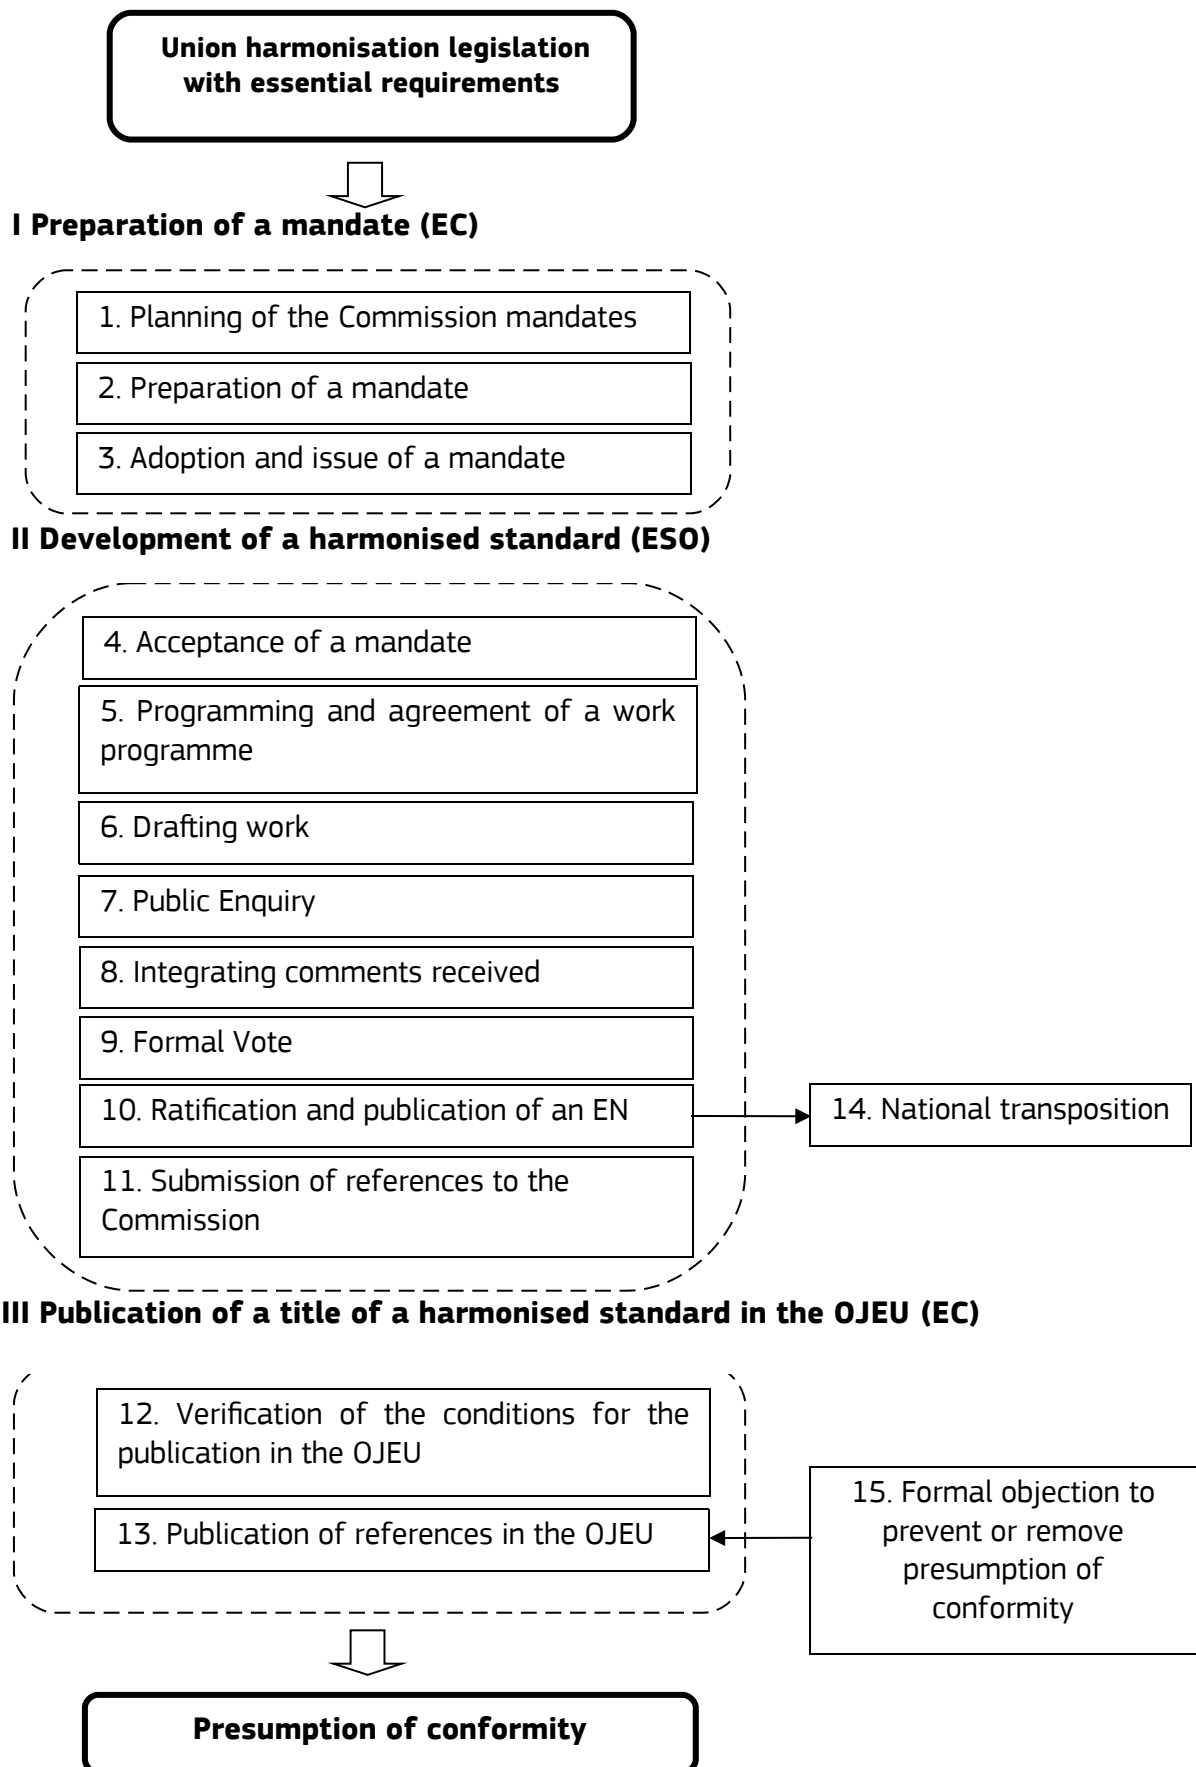 Union harmonisation legislation
with essential requirements
I Preparation of a mandate (EC)
1. Planning of the Commission mandates
2. Preparation of a mandate
3. Adoption and issue of a mandate
II Development of a harmonised standard (ESO)
4. Acceptance of a mandate
5. Programming and agreement of a work
programme
6. Drafting work
7. Public Enquiry
8. Integrating comments received
9. Formal Vote
10. Ratification and publication of an EN
14. National transposition
11. Submission of references to the
Commission
III Publication of a title of a harmonised standard in the OJEU (EC)
12. Verification of the conditions for the
publication in the OJEU
13. Publication of references in the OJEU
15. Formal objection to
prevent or remove
presumption of
conformity
Presumption of conformity